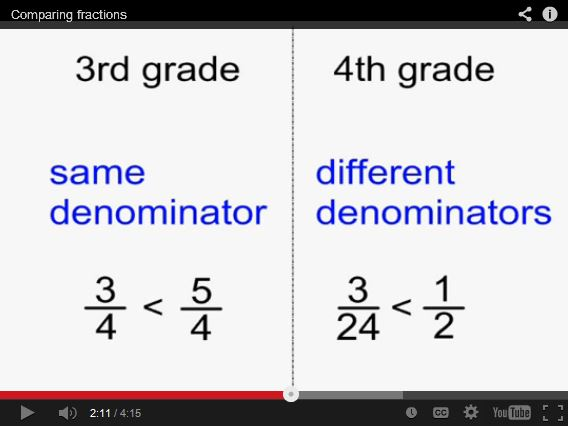 Comparing fractions
3rd grade
4th grade
same
denominator
different
denominators
3/4 < 5/4
3/24 < 1/2
2:11 / 4:15
CC
YouTube